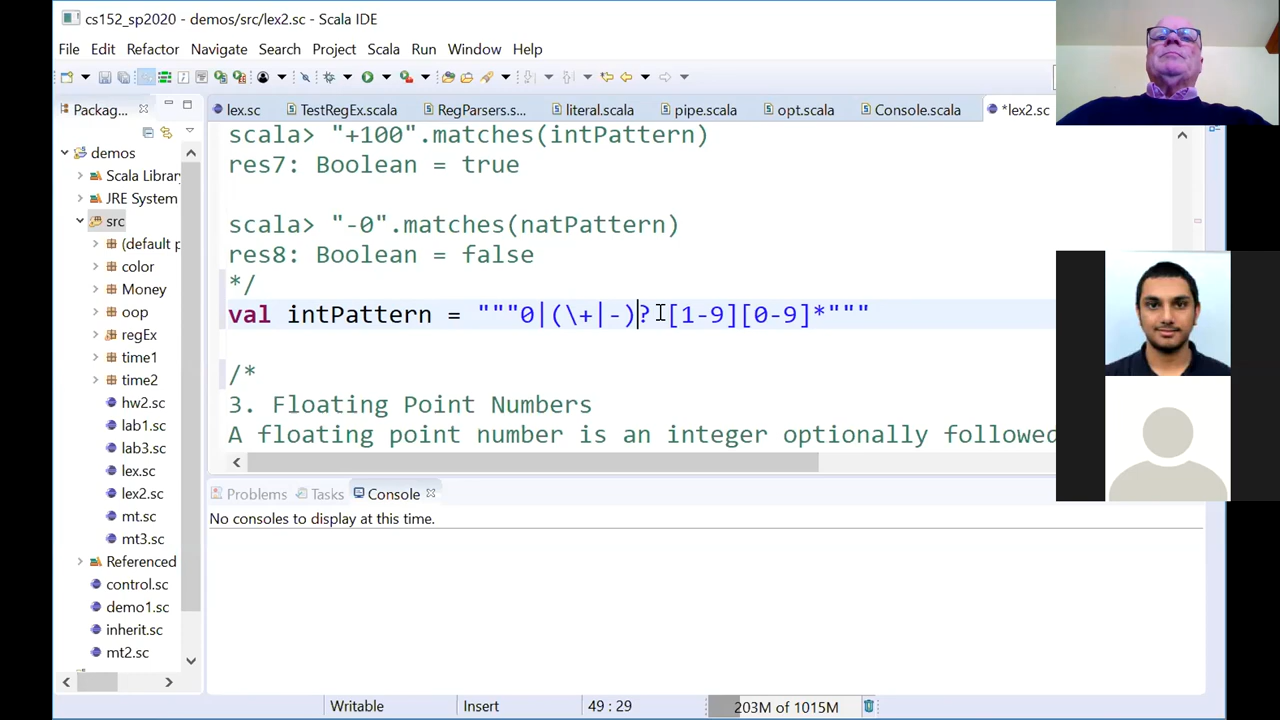 cs152_sp2020 - demos/src/lex2.sc - Scala IDE
File Edit Refactor Navigate Search Project Scala Run Window Help
Packag... lex.sc TestRegEx.scala RegParsers.s... literal.scala pipe.scala opt.scala Console.scala *lex2.sc
demos
Scala Library
JRE System
src
(default p
color
Money
oop
regEx
time1
time2
hw2.sc
lab1.sc
lab3.sc
lex.sc
lex2.sc
mt.sc
mt3.sc
Referenced
control.sc
demo1.sc
inherit.sc
mt2.sc
scala> "+100".matches(intPattern)
res7: Boolean = true
scala> "-0".matches(natPattern)
res8: Boolean = false
*/
val intPattern = """0|(\+|-)? [1-9][0-9]*"""
/*
3. Floating Point Numbers
A floating point number is an integer optionally followed
Problems Tasks Console
No consoles to display at this time.
Writable Insert 49 : 29 203M of 1015M